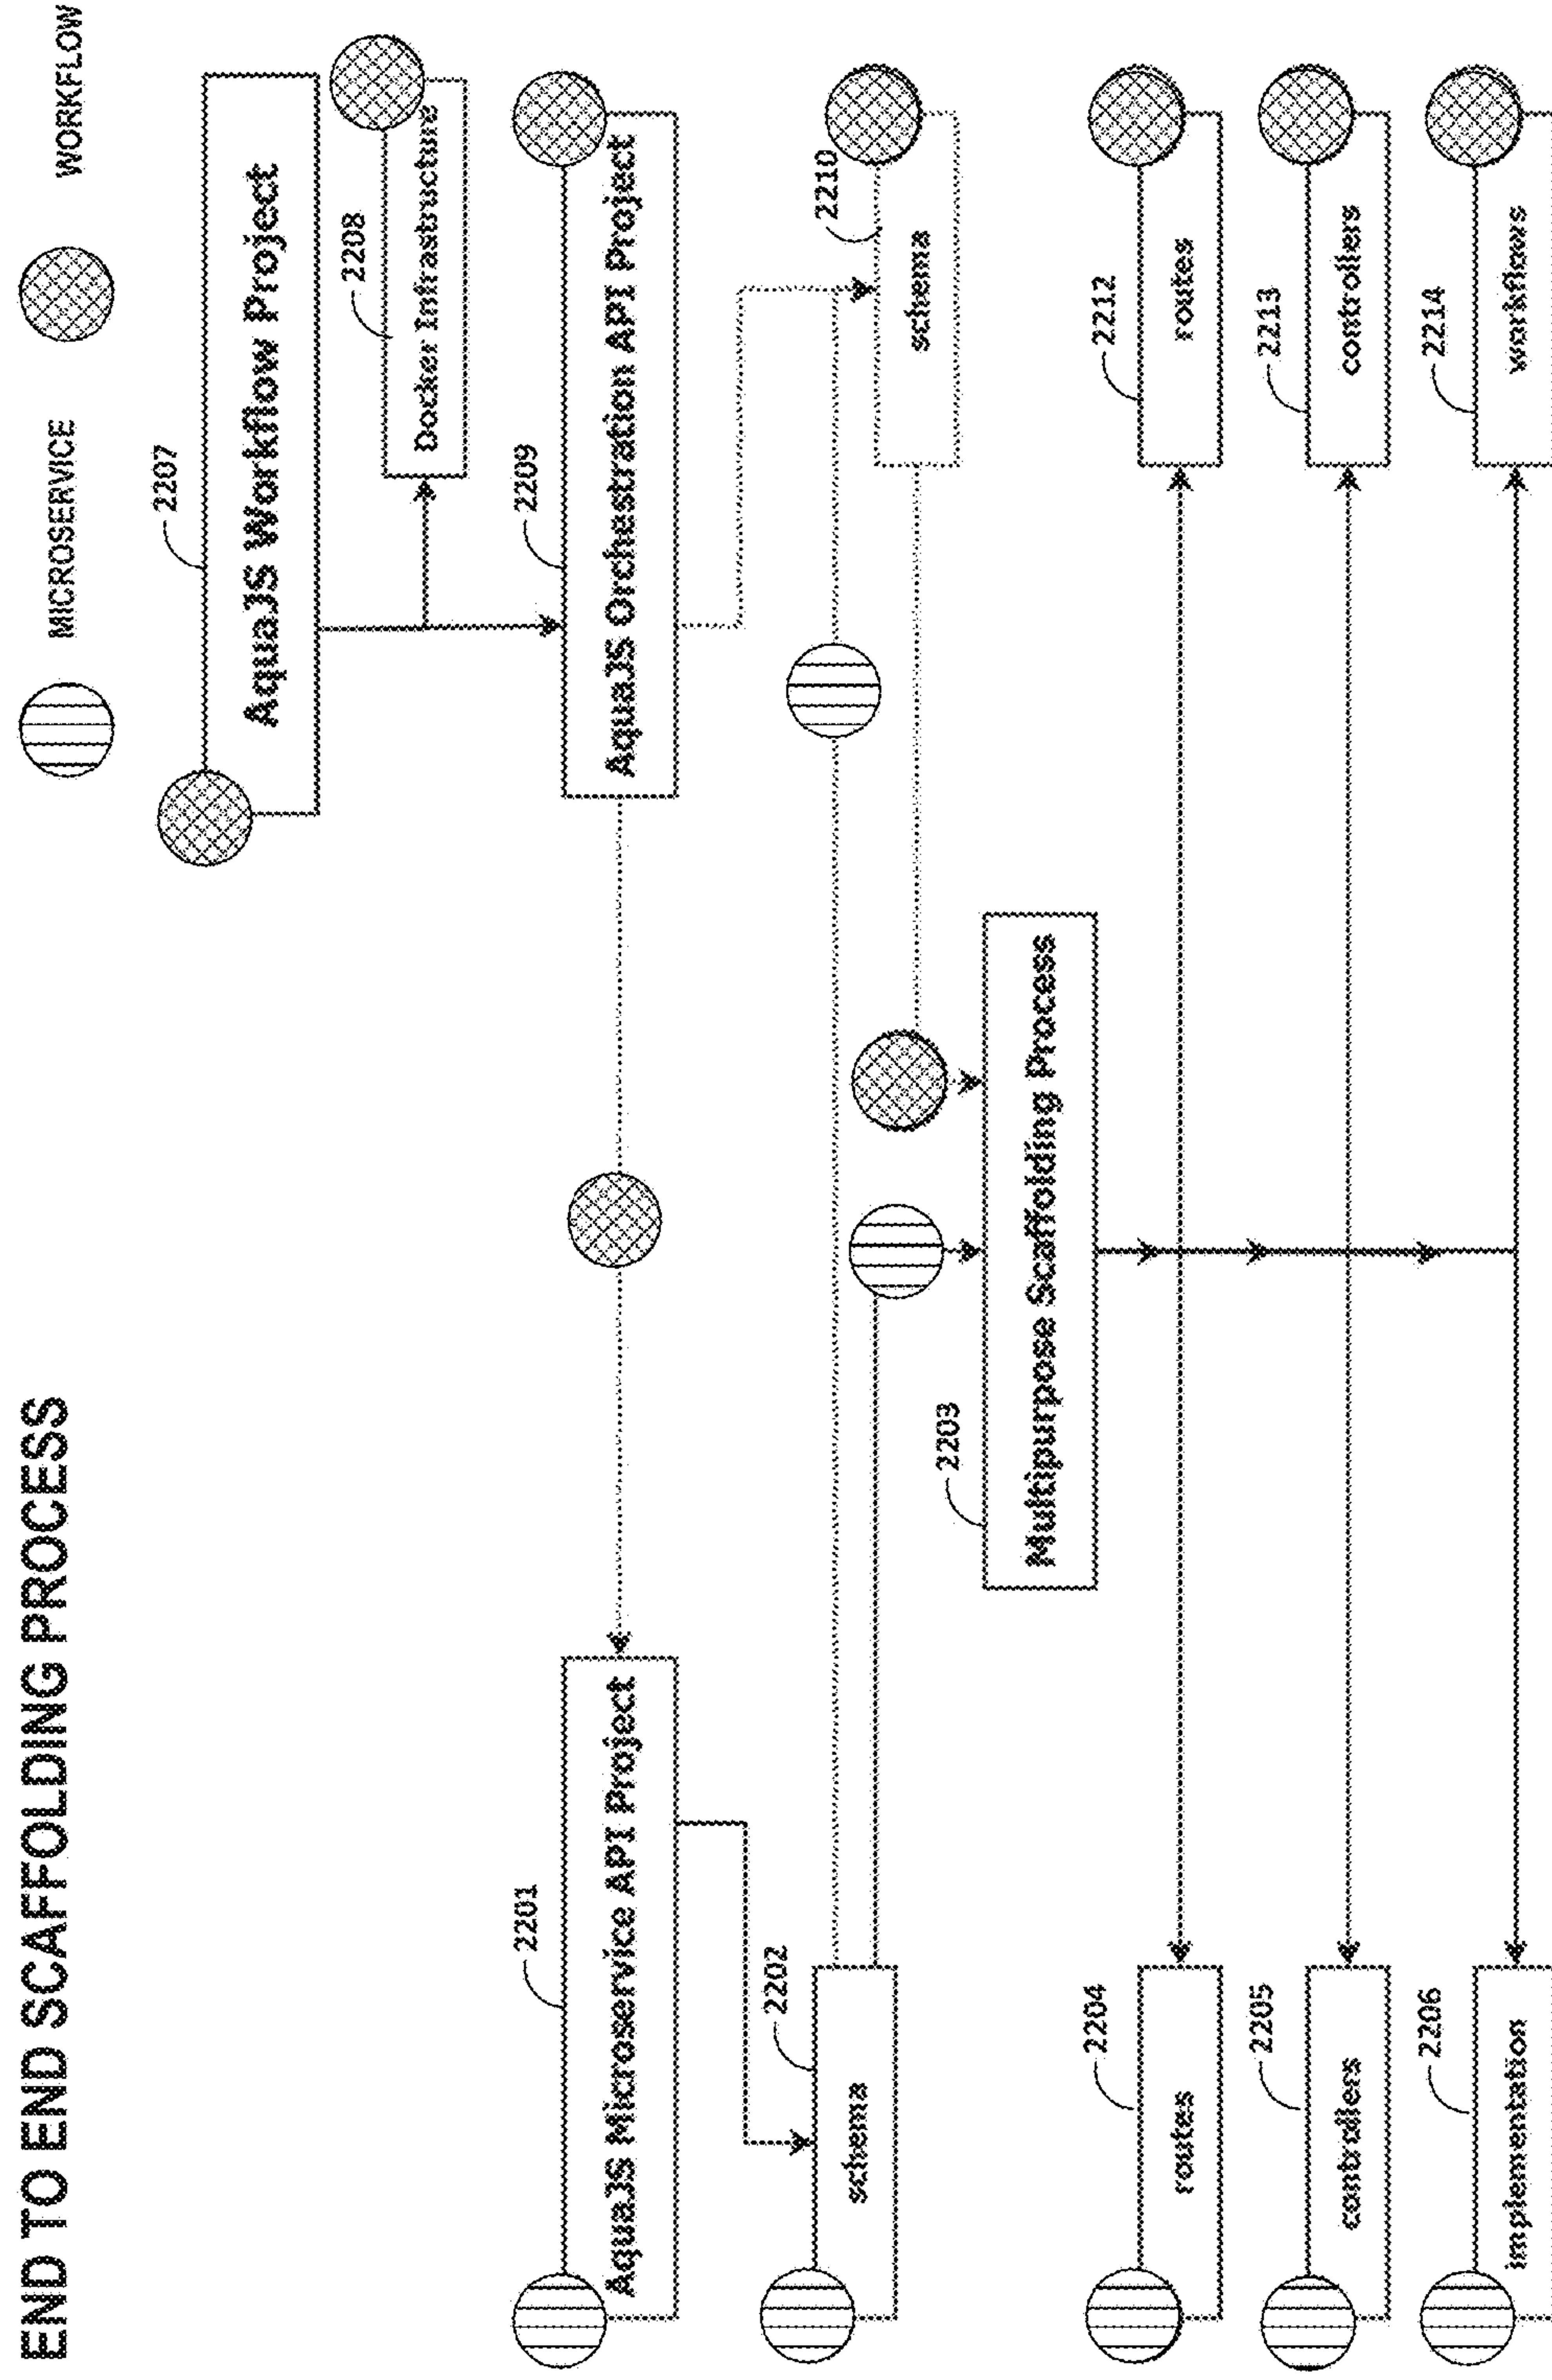 END TO END SCAFFOLDING PROCESS
MICROSERVICE
WORKFLOW
2207
AquaJS Workflow Project
2208
Docker Infrastructure
2201
AquaJS Microservice API Project
2209
AquaJS Orchestration API Project
2202
schema
2210
schema
2203
Multipurpose Scaffolding Process
2204
routes
2212
routes
2205
controllers
2213
controllers
2206
implementation
2214
workflows